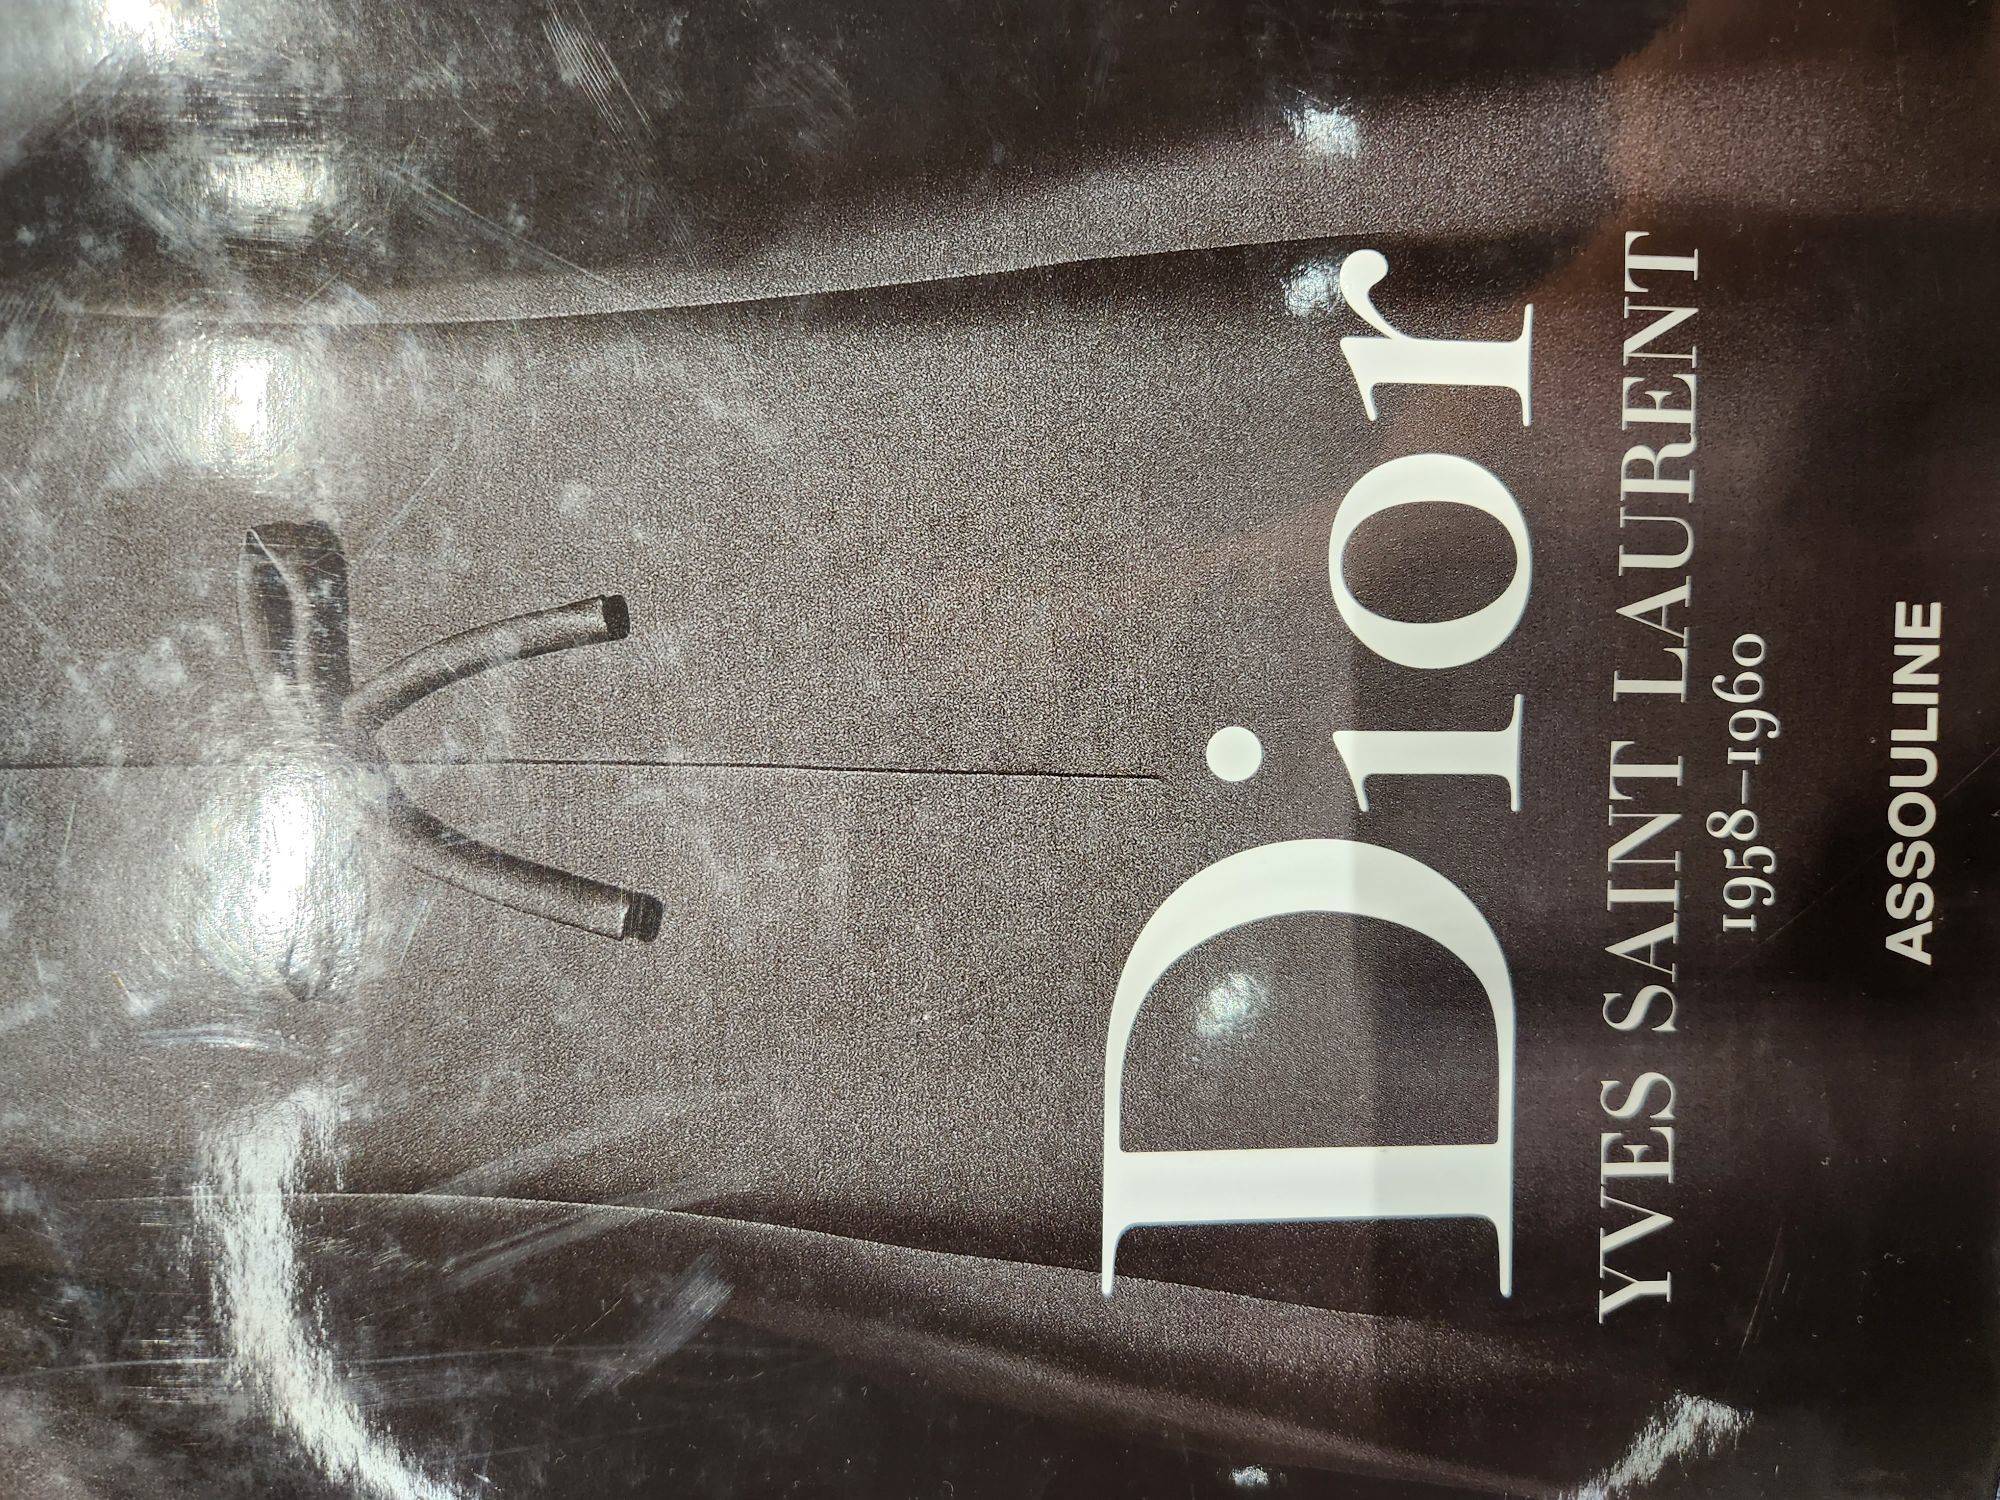 Dior
YVES SAINT LAURENT
1958–1960
ASSOULINE